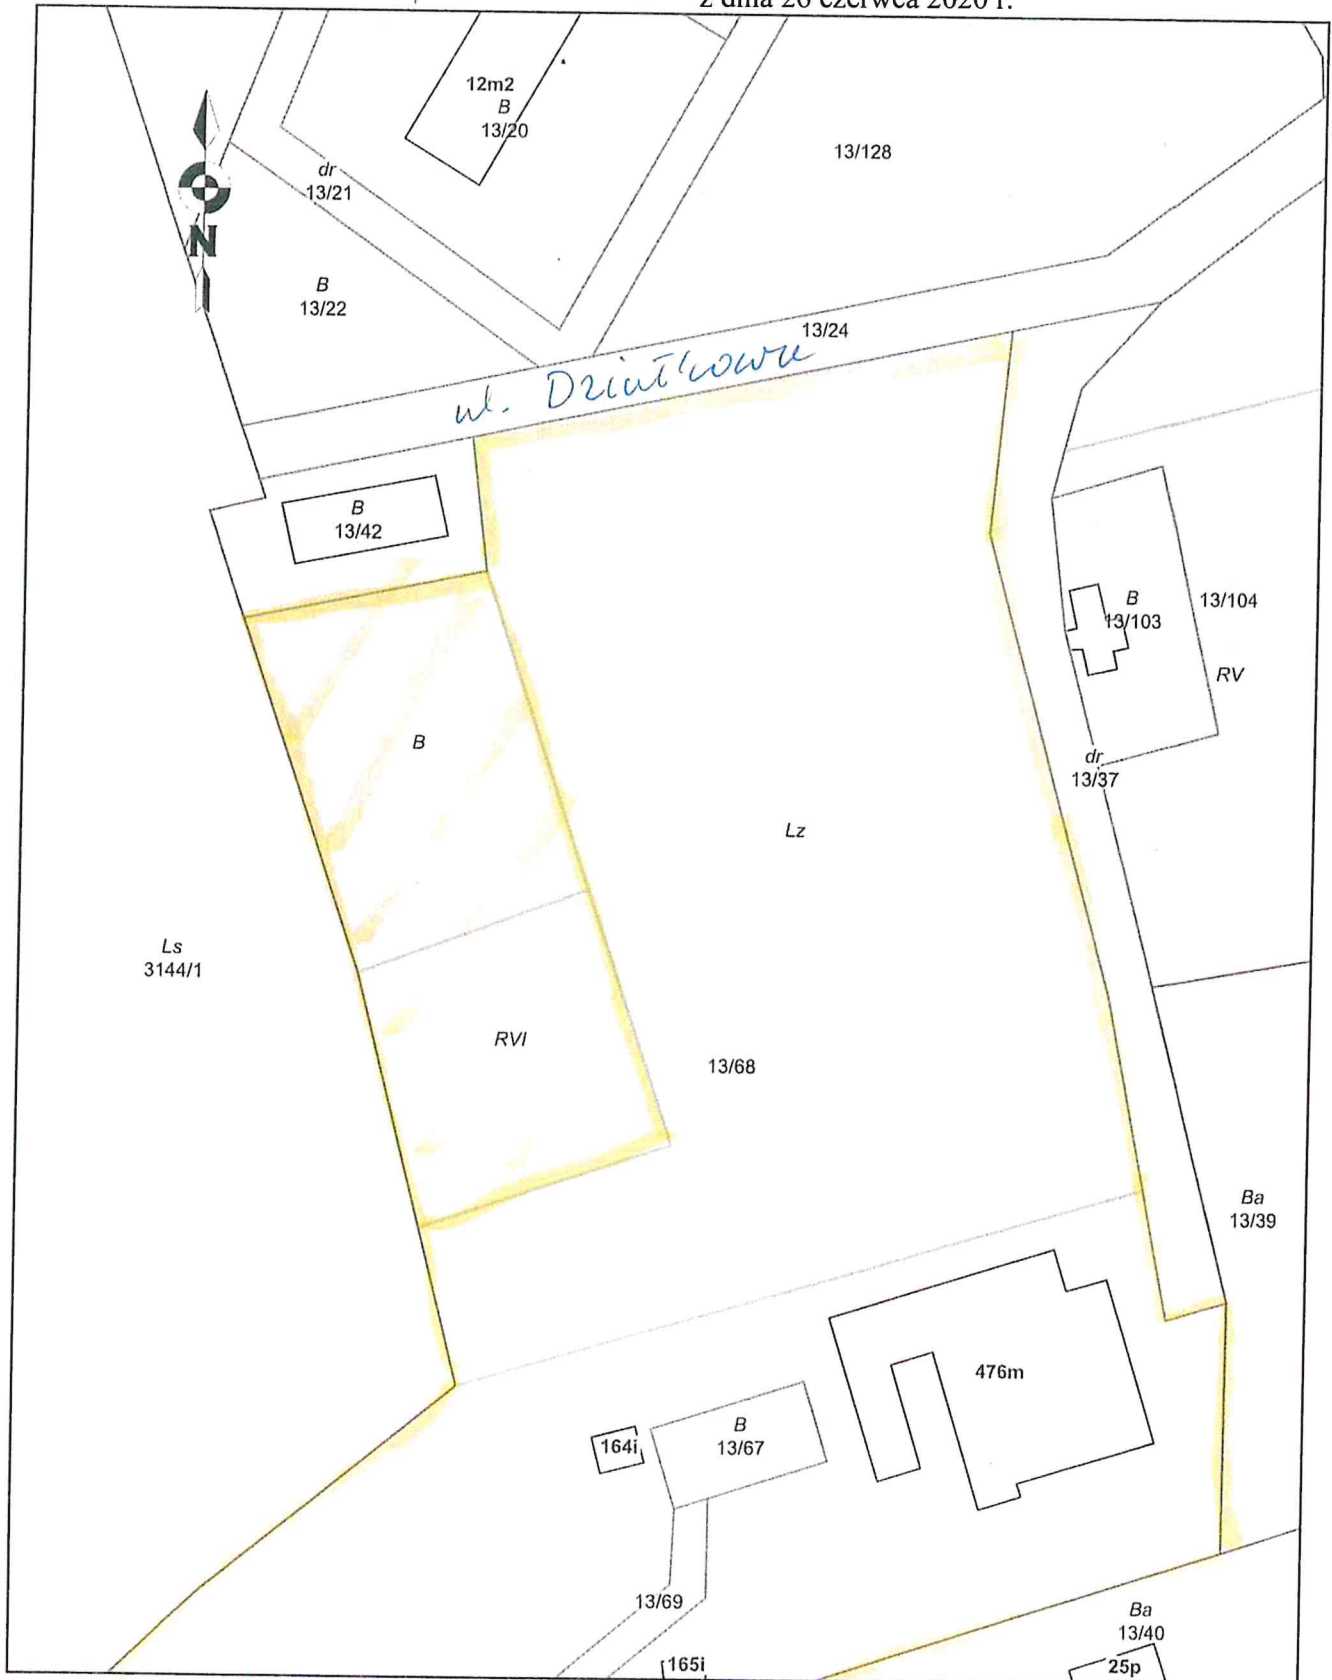 z dnia 26 czerwca 2020 r.
12m2
B
13/20
13/128
dr
13/21
N
B
13/22
13/24
ul. Działkowa
B
13/42
B
13/103
13/104
RV
B
dr
13/37
Lz
Ls
3144/1
RVI
13/68
Ba
13/39
476m
B
13/67
164i
13/69
Ba
13/40
165i
25p